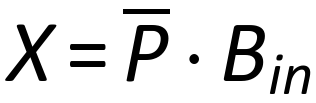 X = P̅ · B_in